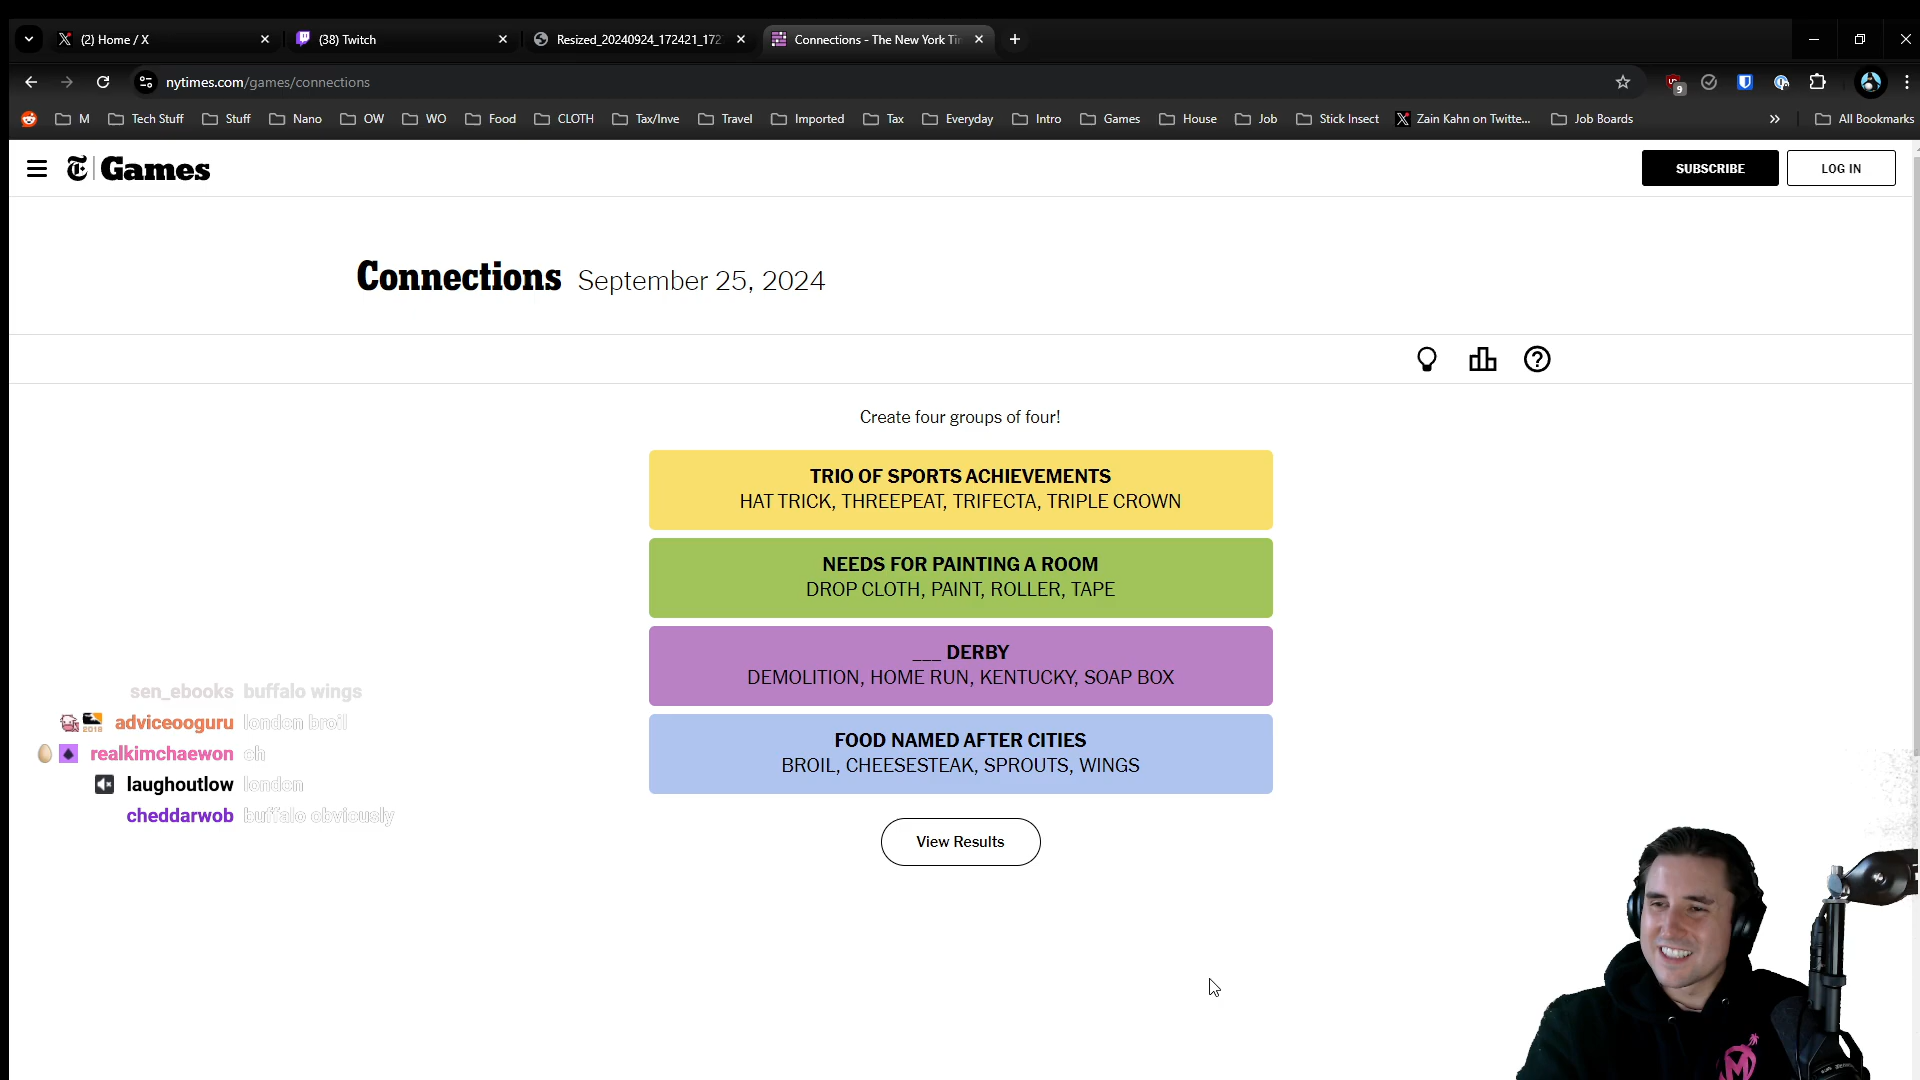 (2) Home / X
(38) Twitch
Resized_20240924_172421_172
Connections - The New York Tin
nytimes.com/games/connections
9
M
Tech Stuff
Stuff
Nano
OW
WO
Food
CLOTH
Tax/Inve
Travel
Imported
Tax
Everyday
Intro
Games
House
Job
Stick Insect
Zain Kahn on Twitte...
Job Boards
All Bookmarks
T Games
SUBSCRIBE
LOG IN
Connections September 25, 2024
Create four groups of four!
TRIO OF SPORTS ACHIEVEMENTS
HAT TRICK, THREEPEAT, TRIFECTA, TRIPLE CROWN
NEEDS FOR PAINTING A ROOM
DROP CLOTH, PAINT, ROLLER, TAPE
___ DERBY
DEMOLITION, HOME RUN, KENTUCKY, SOAP BOX
FOOD NAMED AFTER CITIES
BROIL, CHEESESTEAK, SPROUTS, WINGS
View Results
sen_ebooks buffalo wings
2018 adviceooguru london broil
realkimchaewon oh
laughoutlow london
cheddarwob buffalo obviously